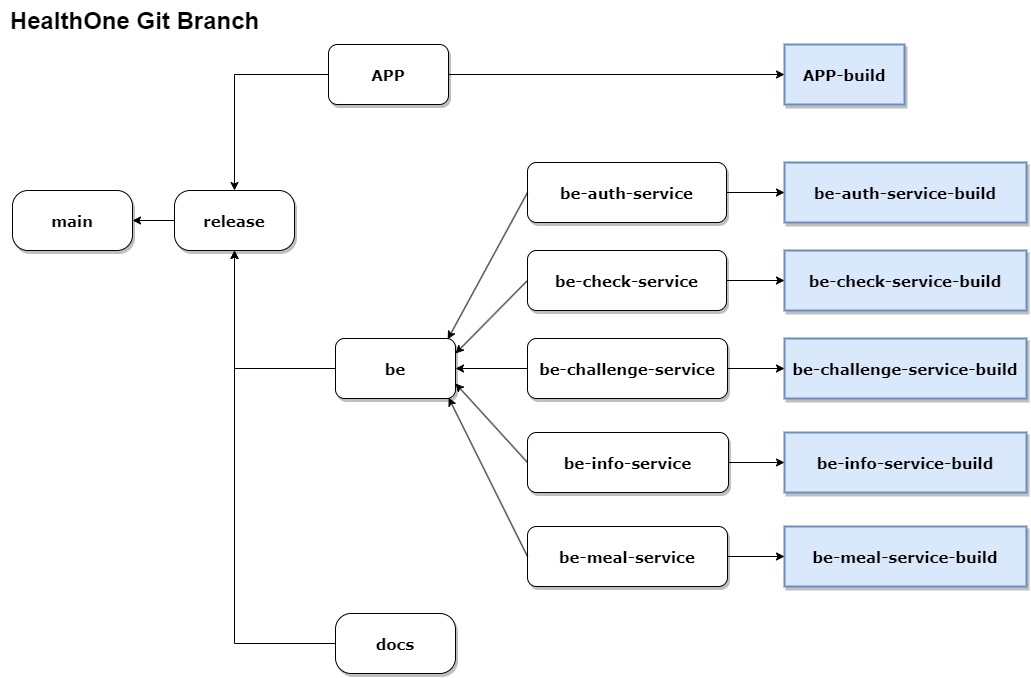 HealthOne Git Branch
APP
APP-build
be-auth-service
be-auth-service-build
main
release
be-check-service
be-check-service-build
be
be-challenge-service
be-challenge-service-build
be-info-service
be-info-service-build
be-meal-service
be-meal-service-build
docs